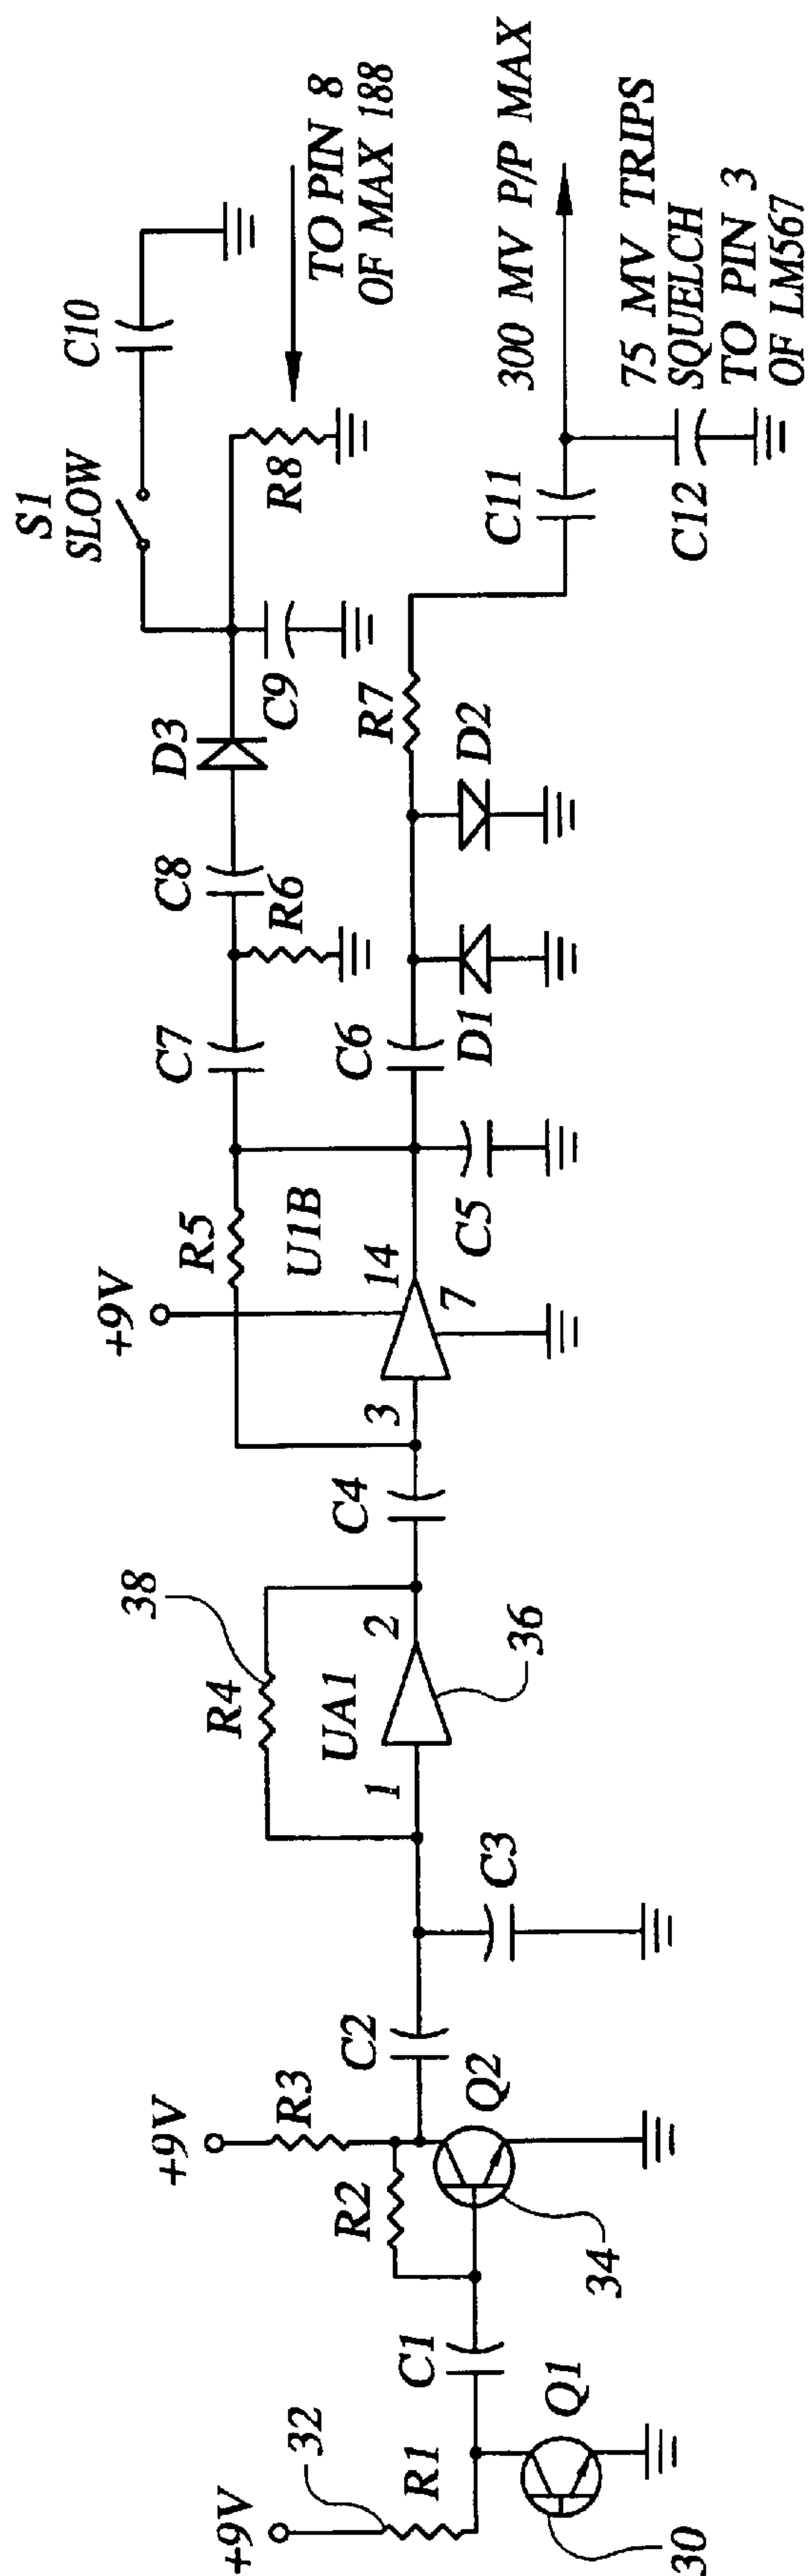 +9V
32
R1
30
Q1
C1
R2
+9V
R3
34
Q2
C2
C3
R4
38
UA1
1
2
36
C4
3
+9V
R5
U1B
14
7
C5
C7
C6
D1
R6
C8
D3
D2
C9
R7
S1
SLOW
C10
R8
TO PIN 8
OF MAX 188
C11
C12
300 MV P/P MAX
75 MV TRIPS
SQUELCH
TO PIN 3
OF LM567